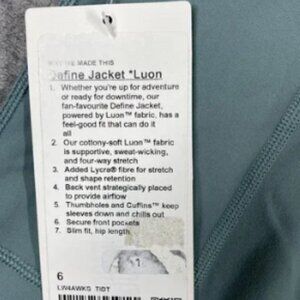 WHY WE MADE THIS
Define Jacket *Luon
1. Whether you're up for adventure
or ready for downtime, our
fan-favourite Define Jacket,
powered by Luon™ fabric, has a
feel-good fit that can do it
all
2. Our cottony-soft Luon™ fabric
is supportive, sweat-wicking,
and four-way stretch
3. Added Lycra® fibre for stretch
and shape retention
4. Back vent strategically placed
to provide airflow
5. Thumbholes and Cuffins™ keep
sleeves down and chills out
6. Secure front pockets
7. Slim fit, hip length
6
LW4AWKS TIDT